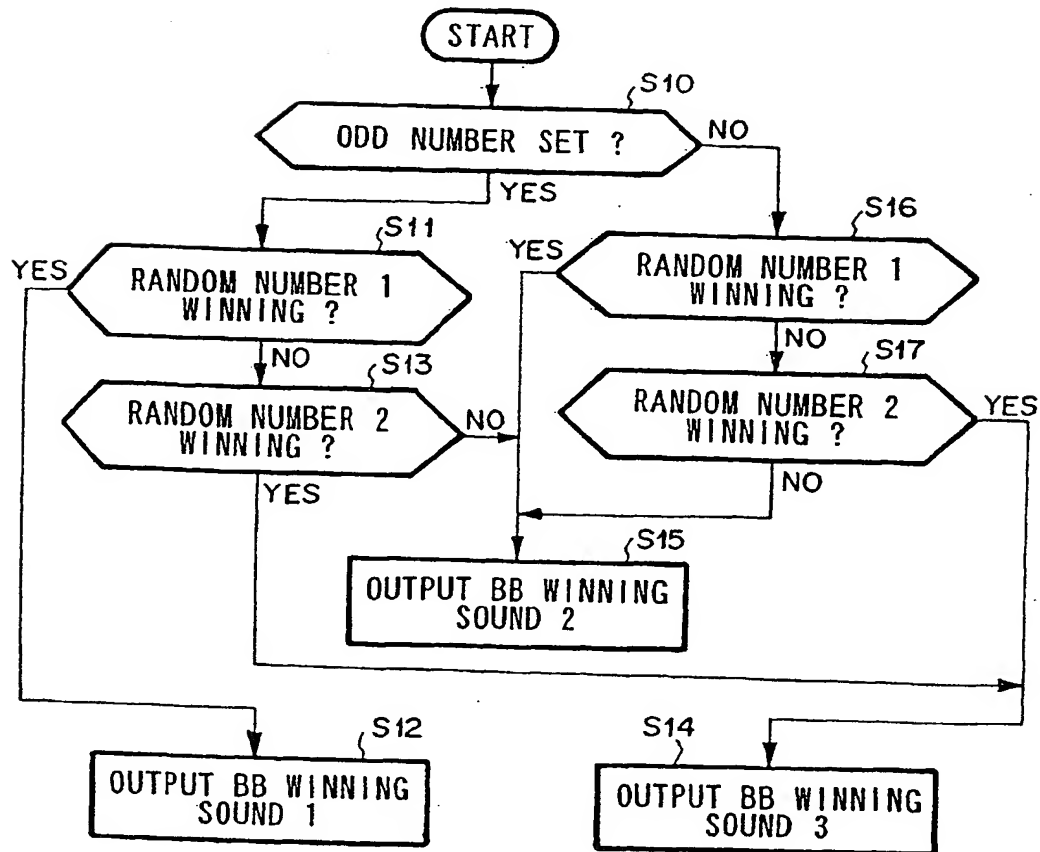 START
S10
ODD NUMBER SET ?
NO
YES
S11
S16
YES
RANDOM NUMBER 1
WINNING ?
YES
RANDOM NUMBER 1
WINNING ?
NO
S13
NO
S17
RANDOM NUMBER 2
WINNING ?
NO
RANDOM NUMBER 2
WINNING ?
YES
YES
NO
S15
OUTPUT BB WINNING
SOUND 2
S12
OUTPUT BB WINNING
SOUND 1
S14
OUTPUT BB WINNING
SOUND 3